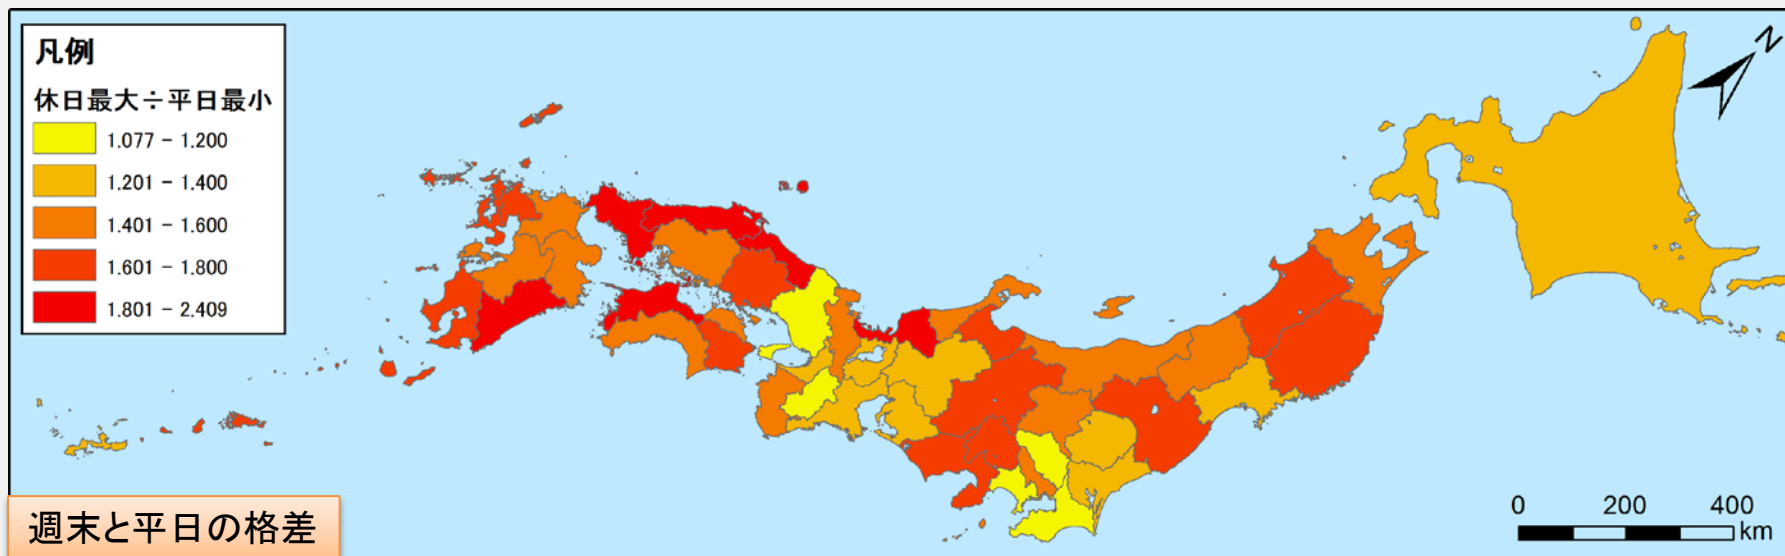 凡例
休日最大÷平日最小
1.077 - 1.200
1.201 - 1.400
1.401 - 1.600
1.601 - 1.800
1.801 - 2.409
N
0 200 400
km
週末と平日の格差